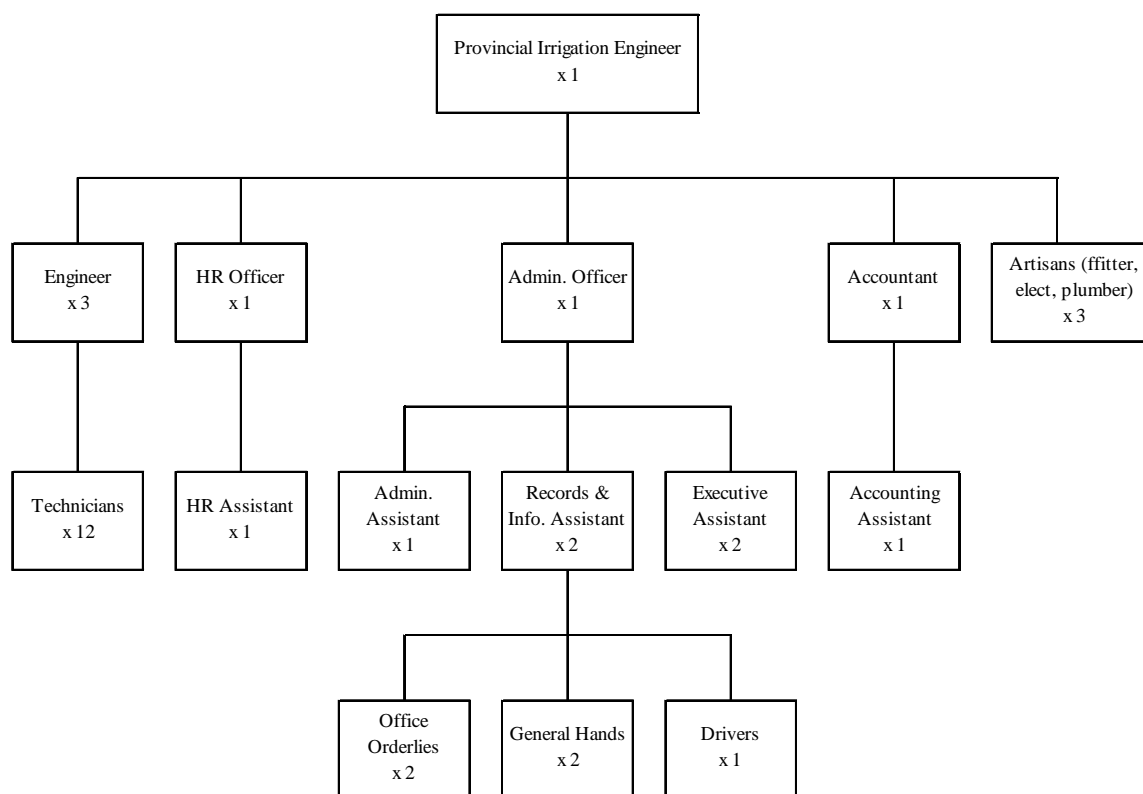 Provincial Irrigation Engineer
x 1
Engineer
x 3
HR Officer
x 1
Admin. Officer
x 1
Accountant
x 1
Artisans (ffitter,
elect, plumber)
x 3
Technicians
x 12
HR Assistant
x 1
Admin.
Assistant
x 1
Records &
Info. Assistant
x 2
Executive
Assistant
x 2
Accounting
Assistant
x 1
Office
Orderlies
x 2
General Hands
x 2
Drivers
x 1